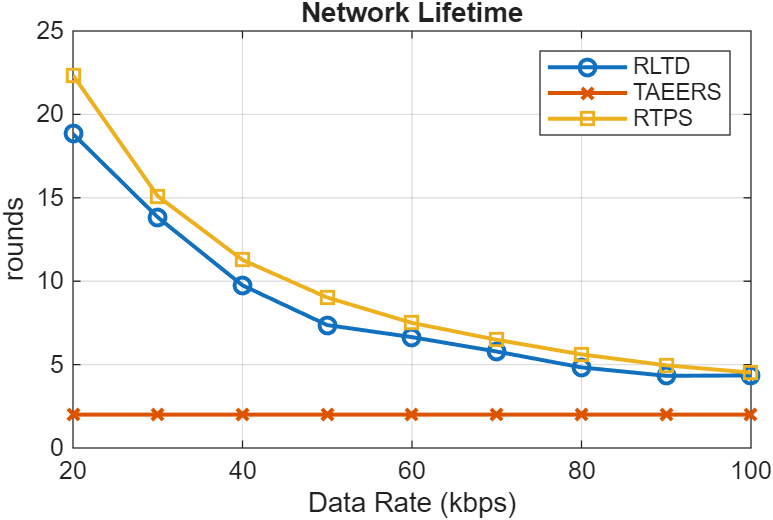 Network Lifetime
25
20
15
10
5
0
rounds
RLTD
TAEERS
RTPS
20 40 60 80 100
Data Rate (kbps)